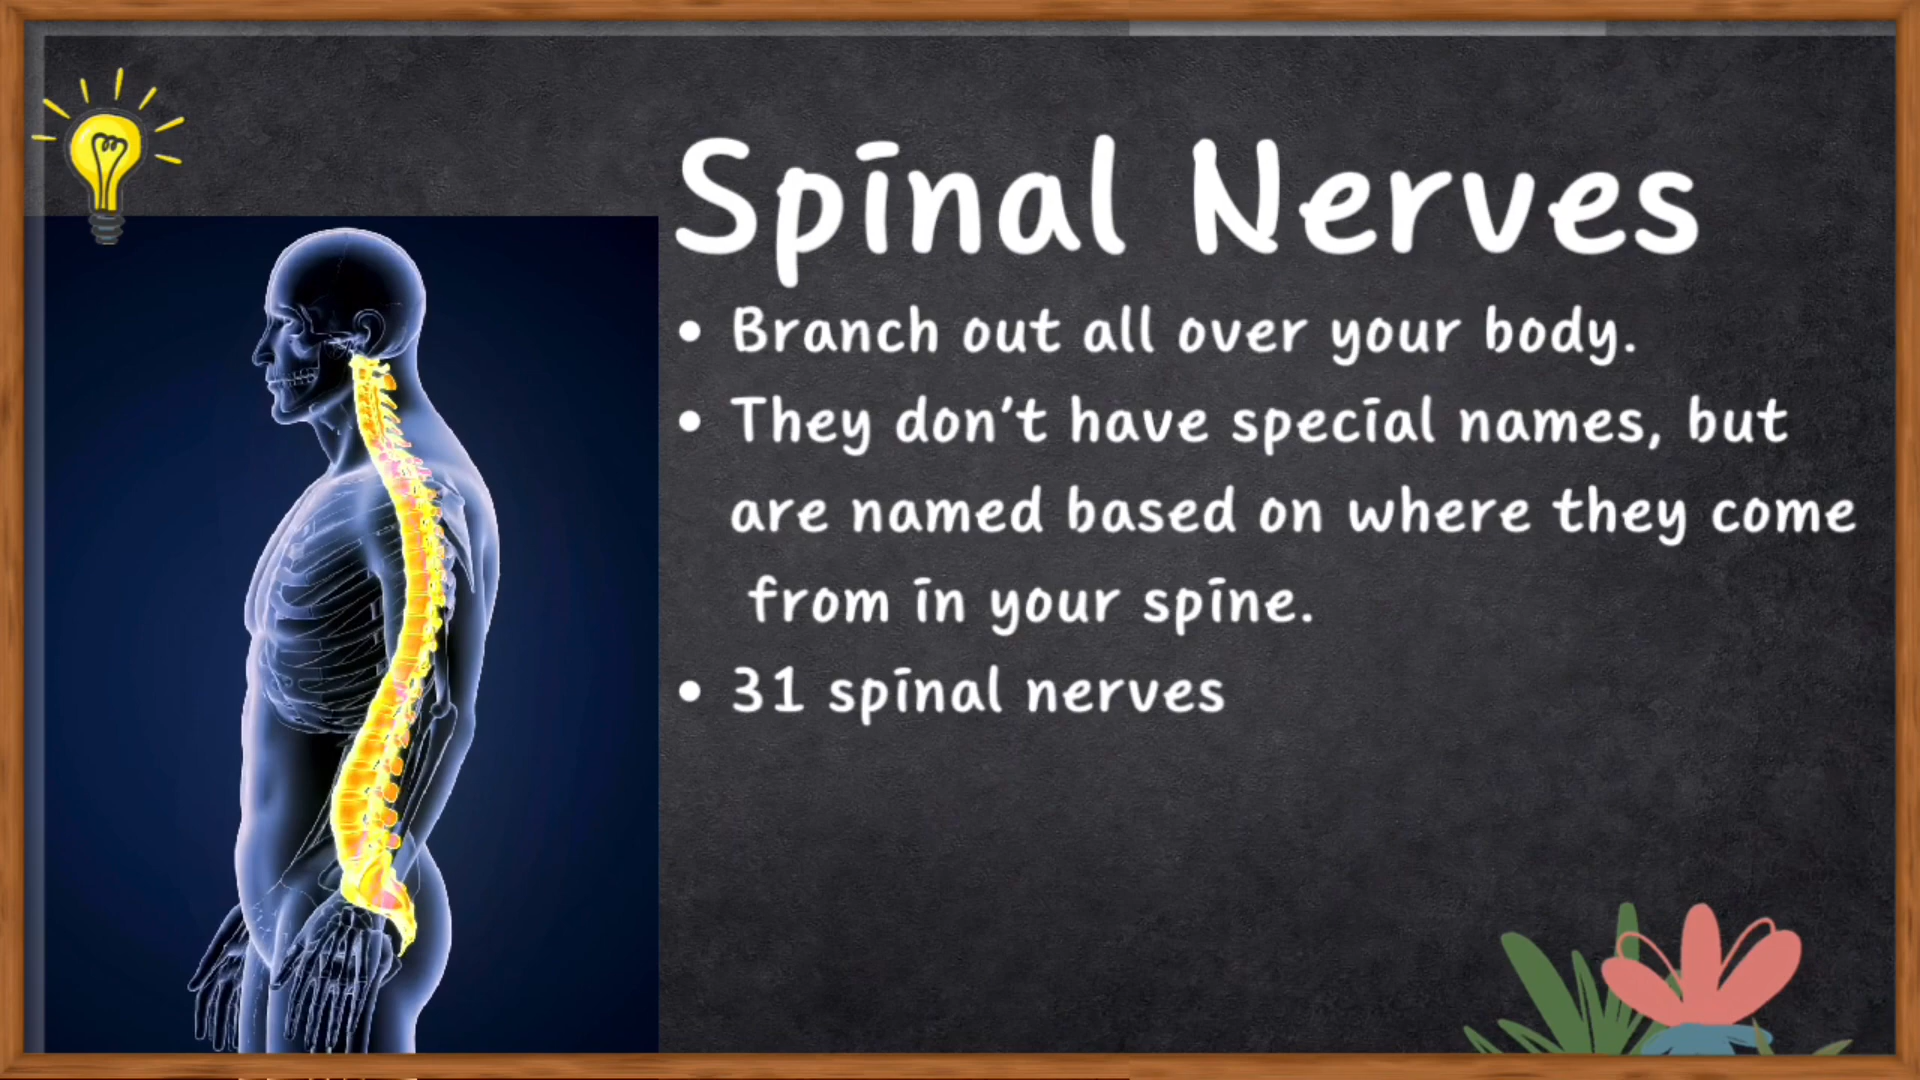 Spinal Nerves
• Branch out all over your body.
• They don't have special names, but
are named based on where they come
from in your spine.
• 31 spinal nerves